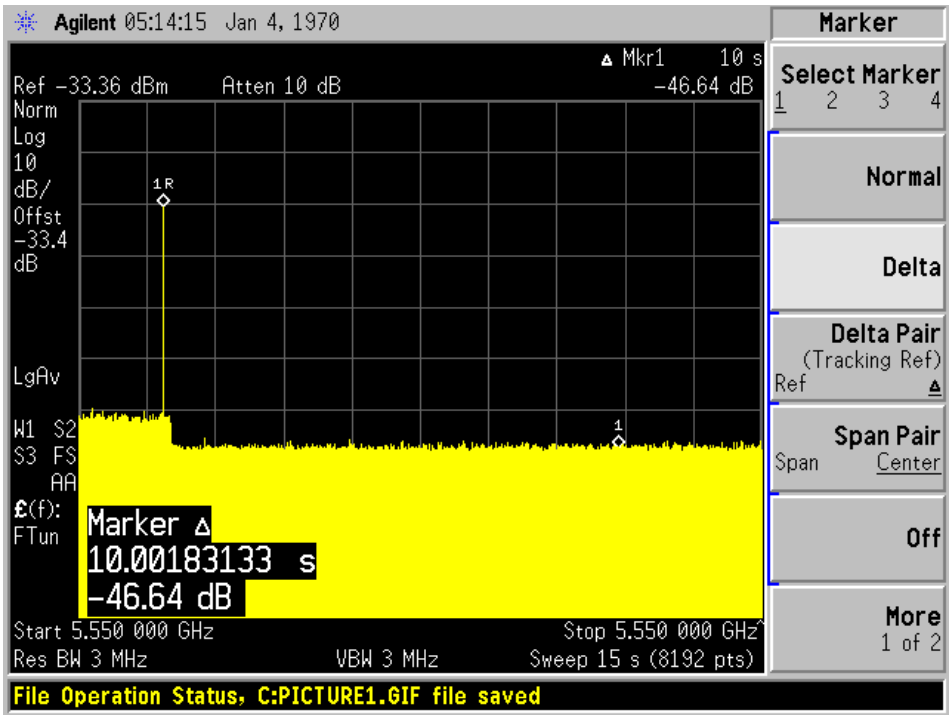 Agilent 05:14:15 Jan 4, 1970
Marker
Δ Mkr1 10 s
Ref -33.36 dBm Atten 10 dB -46.64 dB
Norm
Log
10
dB/
Offst
-33.4
dB
1R
LgAv
1
W1 S2
S3 FS
AA
£(f):
FTun
Marker Δ
10.00183133 s
-46.64 dB
Start 5.550 000 GHz Stop 5.550 000 GHz^
Res BW 3 MHz VBW 3 MHz Sweep 15 s (8192 pts)
File Operation Status, C:PICTURE1.GIF file saved
Select Marker
1 2 3 4
Normal
Delta
Delta Pair
(Tracking Ref)
Ref Δ
Span Pair
Span Center
Off
More
1 of 2